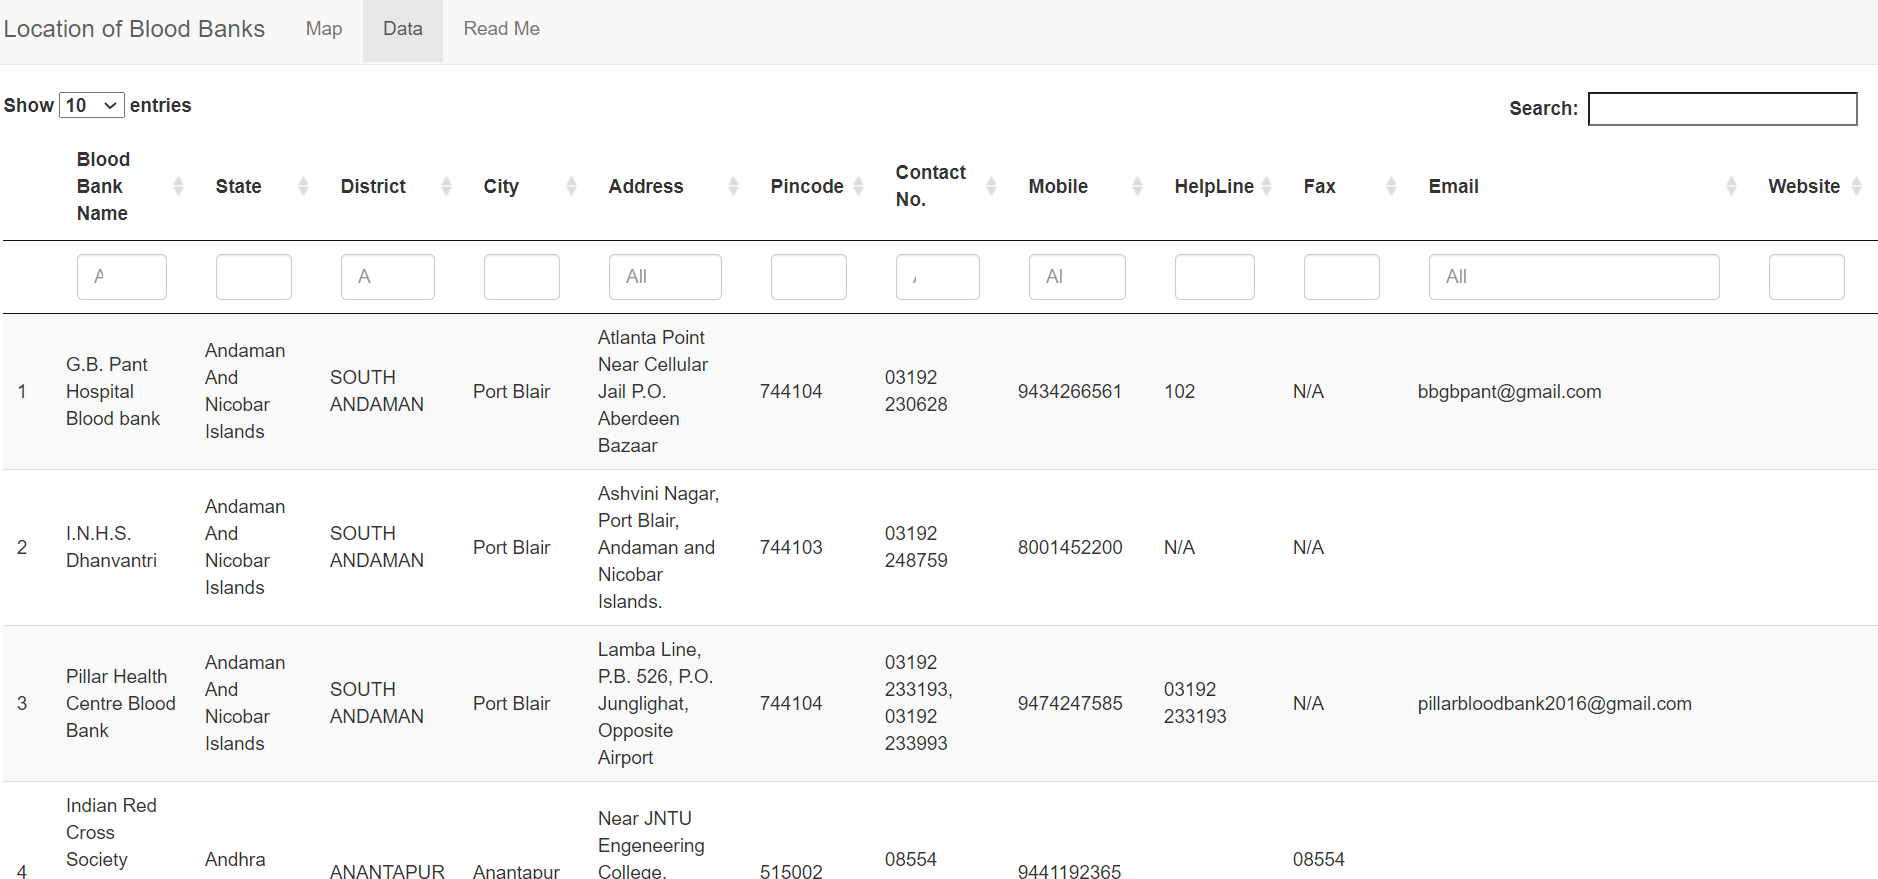 Location of Blood Banks Map Data Read Me
Show 10 entries Search:
Blood Bank Name State District City Address Pincode Contact No. Mobile HelpLine Fax Email Website
A All Al All
1 G.B. Pant Hospital Blood bank Andaman And Nicobar Islands SOUTH ANDAMAN Port Blair Atlanta Point Near Cellular Jail P.O. Aberdeen Bazaar 744104 03192 230628 9434266561 102 N/A bbgbpant@gmail.com
2 I.N.H.S. Dhanvantri Andaman And Nicobar Islands SOUTH ANDAMAN Port Blair Ashvini Nagar, Port Blair, Andaman and Nicobar Islands. 744103 03192 248759 8001452200 N/A N/A
3 Pillar Health Centre Blood Bank Andaman And Nicobar Islands SOUTH ANDAMAN Port Blair Lamba Line, P.B. 526, P.O. Junglighat, Opposite Airport 744104 03192 233193, 03192 233993 9474247585 03192 233193 N/A pillarbloodbank2016@gmail.com
4 Indian Red Cross Society Andhra ANANTAPUR Anantapur Near JNTU Engeneering College, 515002 08554 9441192365 08554